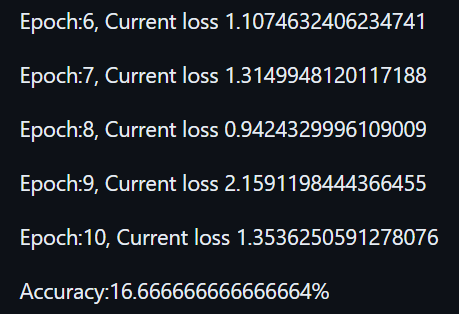 Epoch:6, Current loss 1.1074632406234741
Epoch:7, Current loss 1.3149948120117188
Epoch:8, Current loss 0.9424329996109009
Epoch:9, Current loss 2.1591198444366455
Epoch:10, Current loss 1.3536250591278076
Accuracy:16.666666666666664%